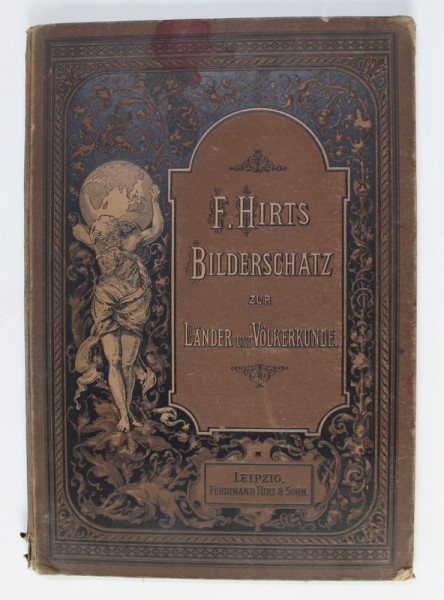 F. HIRTS
BILDERSCHATZ
ZUR
LÄNDER- UND VÖLKERKUNDE.
LEIPZIG,
FERDINAND HIRT & SOHN.